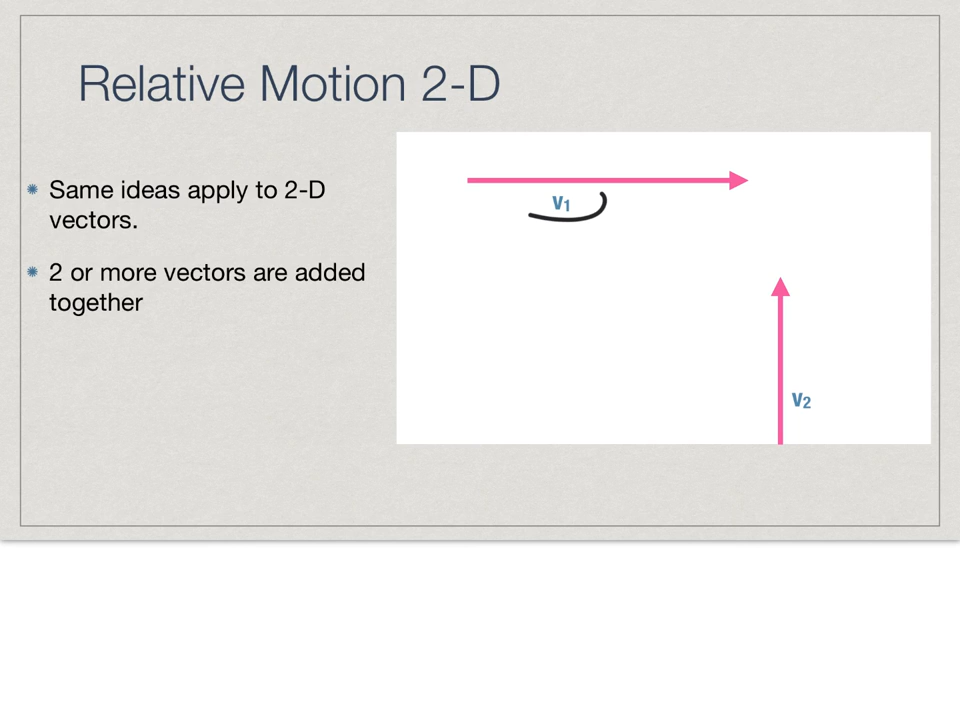 Relative Motion 2-D
Same ideas apply to 2-D
vectors.
2 or more vectors are added
together
v₁
v₂